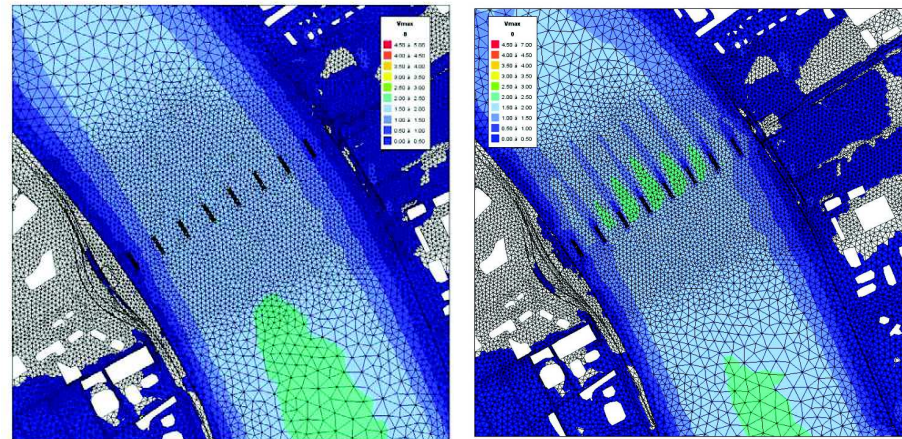 Vmax
0
4.50 à 5.00
4.00 à 4.50
3.50 à 4.00
3.00 à 3.50
2.50 à 3.00
2.00 à 2.50
1.50 à 2.00
1.00 à 1.50
0.50 à 1.00
0.00 à 0.50
Vmax
0
4.50 à 7.00
4.00 à 4.50
3.50 à 4.00
3.00 à 3.50
2.50 à 3.00
2.00 à 2.50
1.50 à 2.00
1.00 à 1.50
0.50 à 1.00
0.00 à 0.50